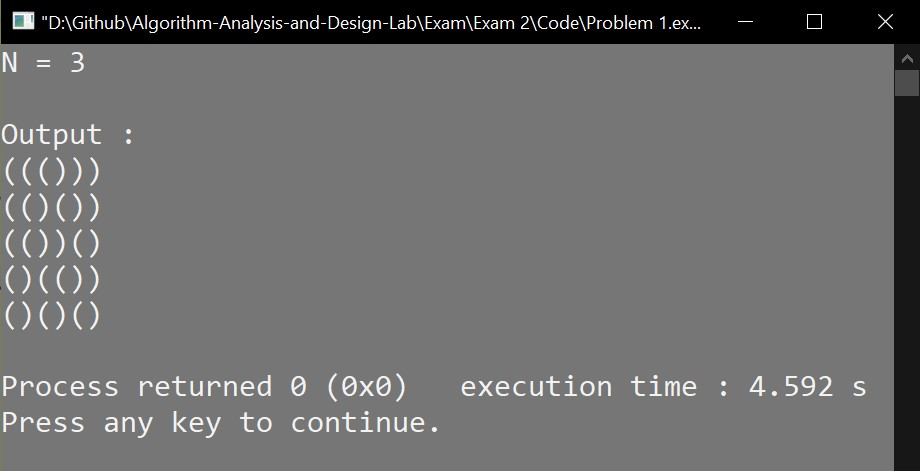 "D:\Github\Algorithm-Analysis-and-Design-Lab\Exam\Exam 2\Code\Problem 1.ex...
N = 3
Output :
((()))
(()())
(())()
()(())
()()()
Process returned 0 (0x0)   execution time : 4.592 s
Press any key to continue.